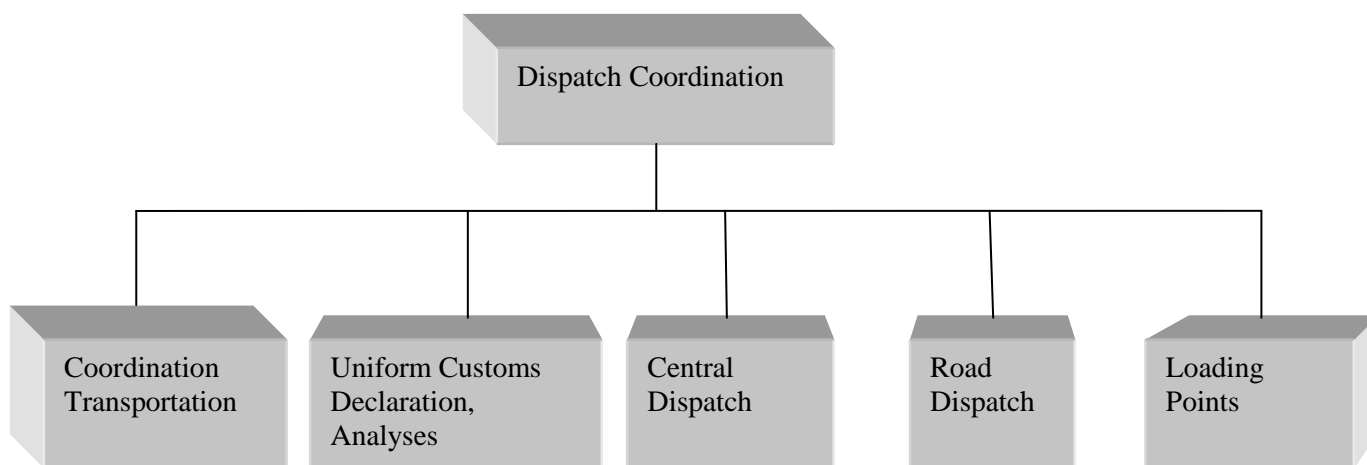 Dispatch Coordination
Coordination
Transportation
Uniform Customs
Declaration,
Analyses
Central
Dispatch
Road
Dispatch
Loading
Points